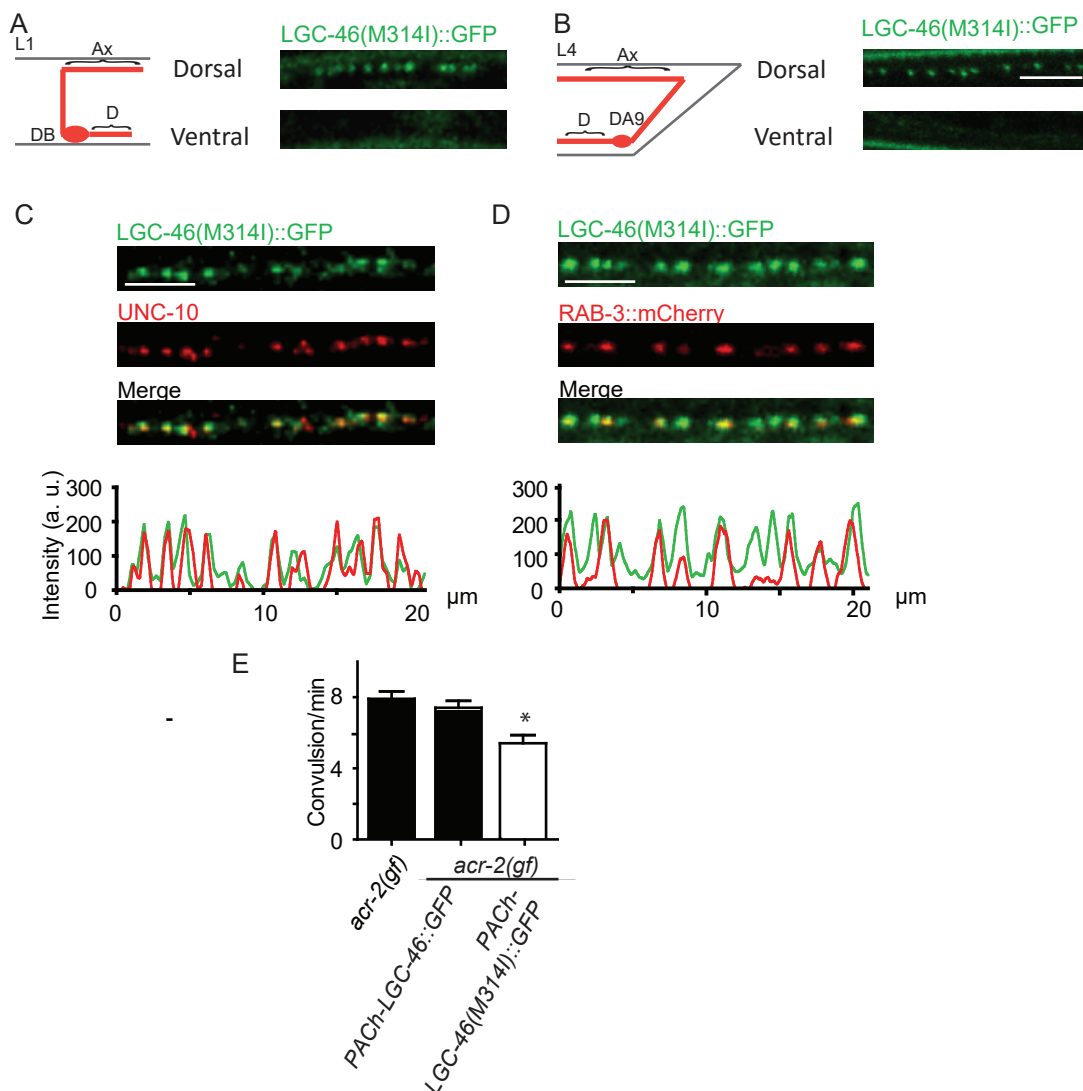 A
L1
Ax
D
DB
Dorsal
Ventral
LGC-46(M314I)::GFP
B
L4
Ax
D
DA9
Dorsal
Ventral
LGC-46(M314I)::GFP
C
LGC-46(M314I)::GFP
UNC-10
Merge
Intensity (a. u.)
300
200
100
0
0
10
20
µm
D
LGC-46(M314I)::GFP
RAB-3::mCherry
Merge
300
200
100
0
0
10
20
µm
E
-
Convulsion/min
8
4
0
*
acr-2(gf)
acr-2(gf)
PACh-LGC-46::GFP
PACh-
LGC-46(M314I)::GFP